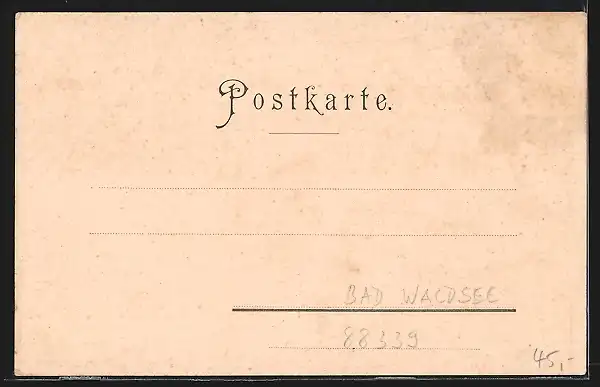 Postkarte.
BAD WALDSEE
88339
45,-